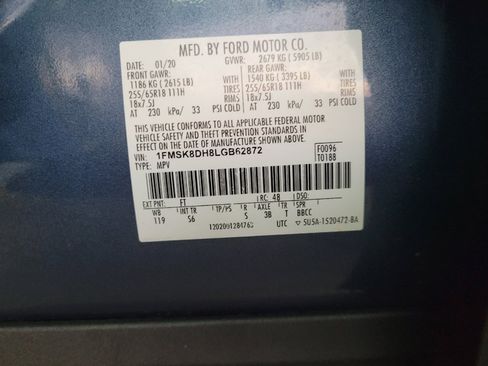 MFD. BY FORD MOTOR CO.
DATE: 01/20 GVWR: 2679 KG ( 5905 LB)
FRONT GAWR: REAR GAWR:
1186 KG ( 2615 LB) 1540 KG ( 3395 LB)
255/65R18 111H TIRES 255/65R18 111H TIRES
18x7.5J RIMS 18x7.5J RIMS
AT 230 kPa/ 33 PSI COLD AT 230 kPa/ 33 PSI COLD
THIS VEHICLE CONFORMS TO ALL APPLICABLE FEDERAL MOTOR
VEHICLE SAFETY AND THEFT PREVENTION STANDARDS IN
EFFECT ON THE DATE OF MANUFACTURE SHOWN ABOVE.
VIN: 1FMSK8DH8LGB62872 F0096
TYPE: MPV T0188
EXT PNT: FT RC: 48 DSO:
WB INT TR TP/PS R AXLE TR SPR
119 S6 S 3B T BBCC
UTC ▽ 5U5A-1520472-BA